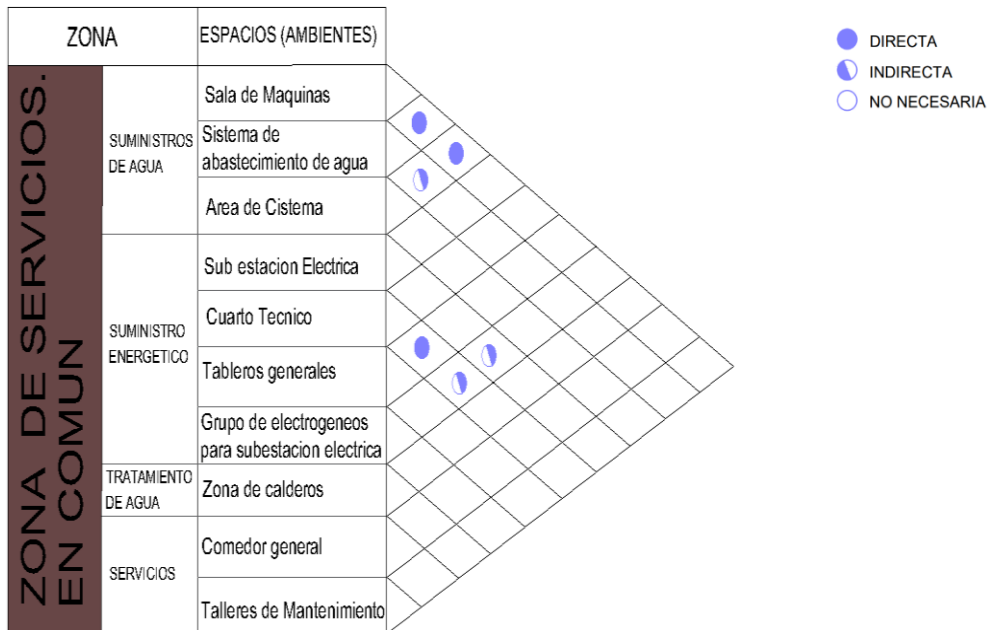 ZONA
ESPACIOS (AMBIENTES)
DIRECTA
INDIRECTA
NO NECESARIA
ZONA DE SERVICIOS.
EN COMUN
SUMINISTROS
DE AGUA
Sala de Maquinas
Sistema de
abastecimiento de agua
Area de Cisterna
SUMINISTRO
ENERGETICO
Sub estacion Electrica
Cuarto Tecnico
Tableros generales
Grupo de electrogeneos
para subestacion electrica
TRATAMIENTO
DE AGUA
Zona de calderos
SERVICIOS
Comedor general
Talleres de Mantenimiento